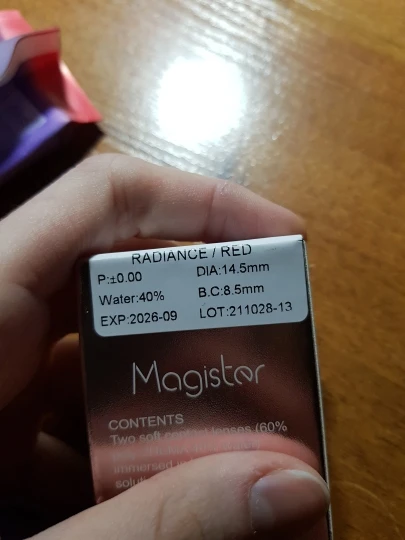 RADIANCE / RED
P:±0.00 DIA:14.5mm
Water:40% B.C:8.5mm
EXP:2026-09 LOT:211028-13
Magister
CONTENTS
Two soft contact lenses (60%
immersed